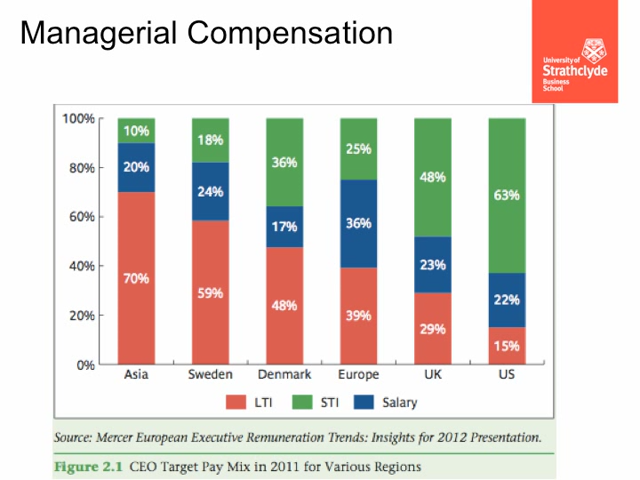 Managerial Compensation
University of
Strathclyde
Business
School
100%
80%
60%
40%
20%
0%
10%
20%
70%
18%
24%
59%
36%
17%
48%
25%
36%
39%
48%
23%
29%
63%
22%
15%
Asia Sweden Denmark Europe UK US
LTI STI Salary
Source: Mercer European Executive Remuneration Trends: Insights for 2012 Presentation.
Figure 2.1 CEO Target Pay Mix in 2011 for Various Regions